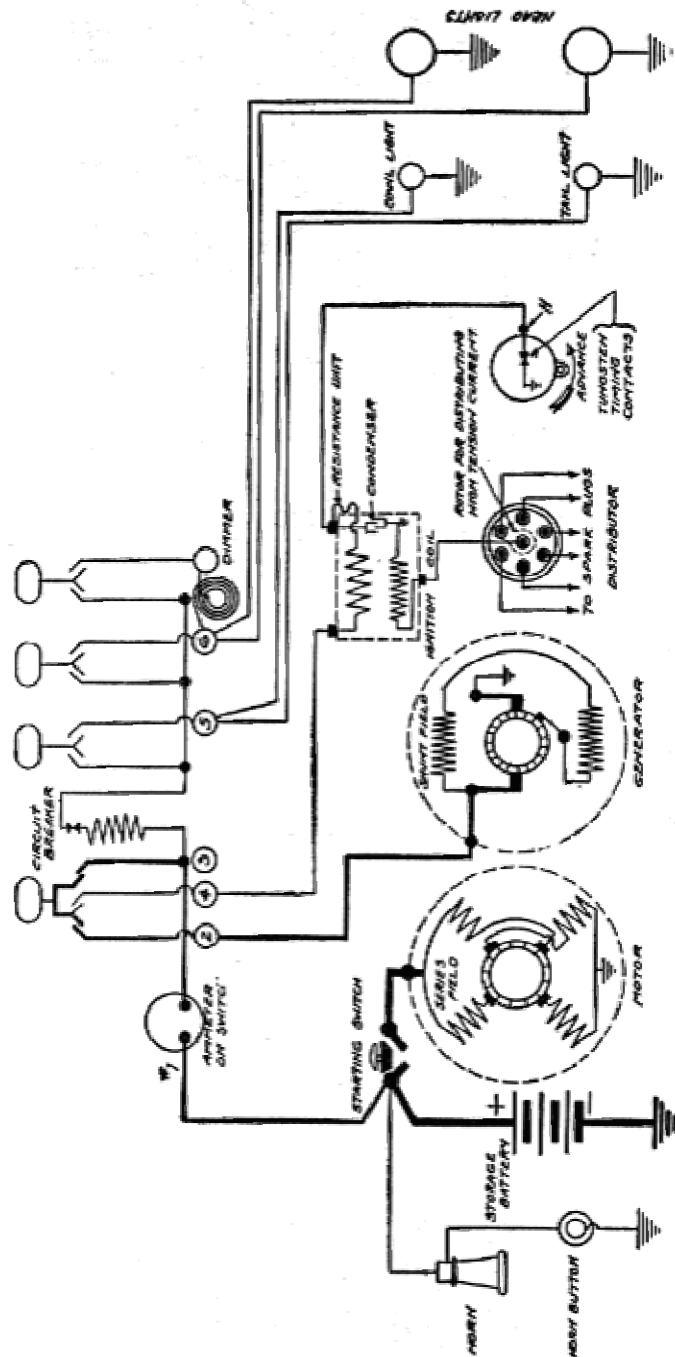 HEAD LIGHTS
COWL LIGHT
TAIL LIGHT
RESISTANCE UNIT
CONDENSER
DIMMER
IGNITION COIL
ROTOR FOR DISTRIBUTING
HIGH TENSION CURRENT
ADVANCE
TUNGSTEN
TIMING
CONTACTS
TO SPARK PLUGS
DISTRIBUTOR
6
5
CIRCUIT
BREAKER
3
4
2
SHUNT FIELD
GENERATOR
AMMETER
ON SWITCH
#1
STARTING SWITCH
SERIES
FIELD
MOTOR
+
-
STORAGE
BATTERY
HORN
HORN BUTTON